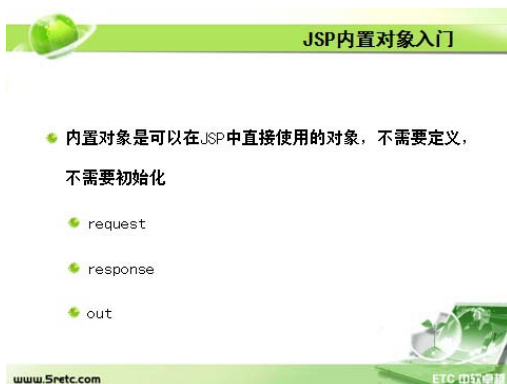 JSP内置对象入门
内置对象是可以在JSP中直接使用的对象，不需要定义，
不需要初始化
request
response
out
www.5retc.com
ETC 中软卓越